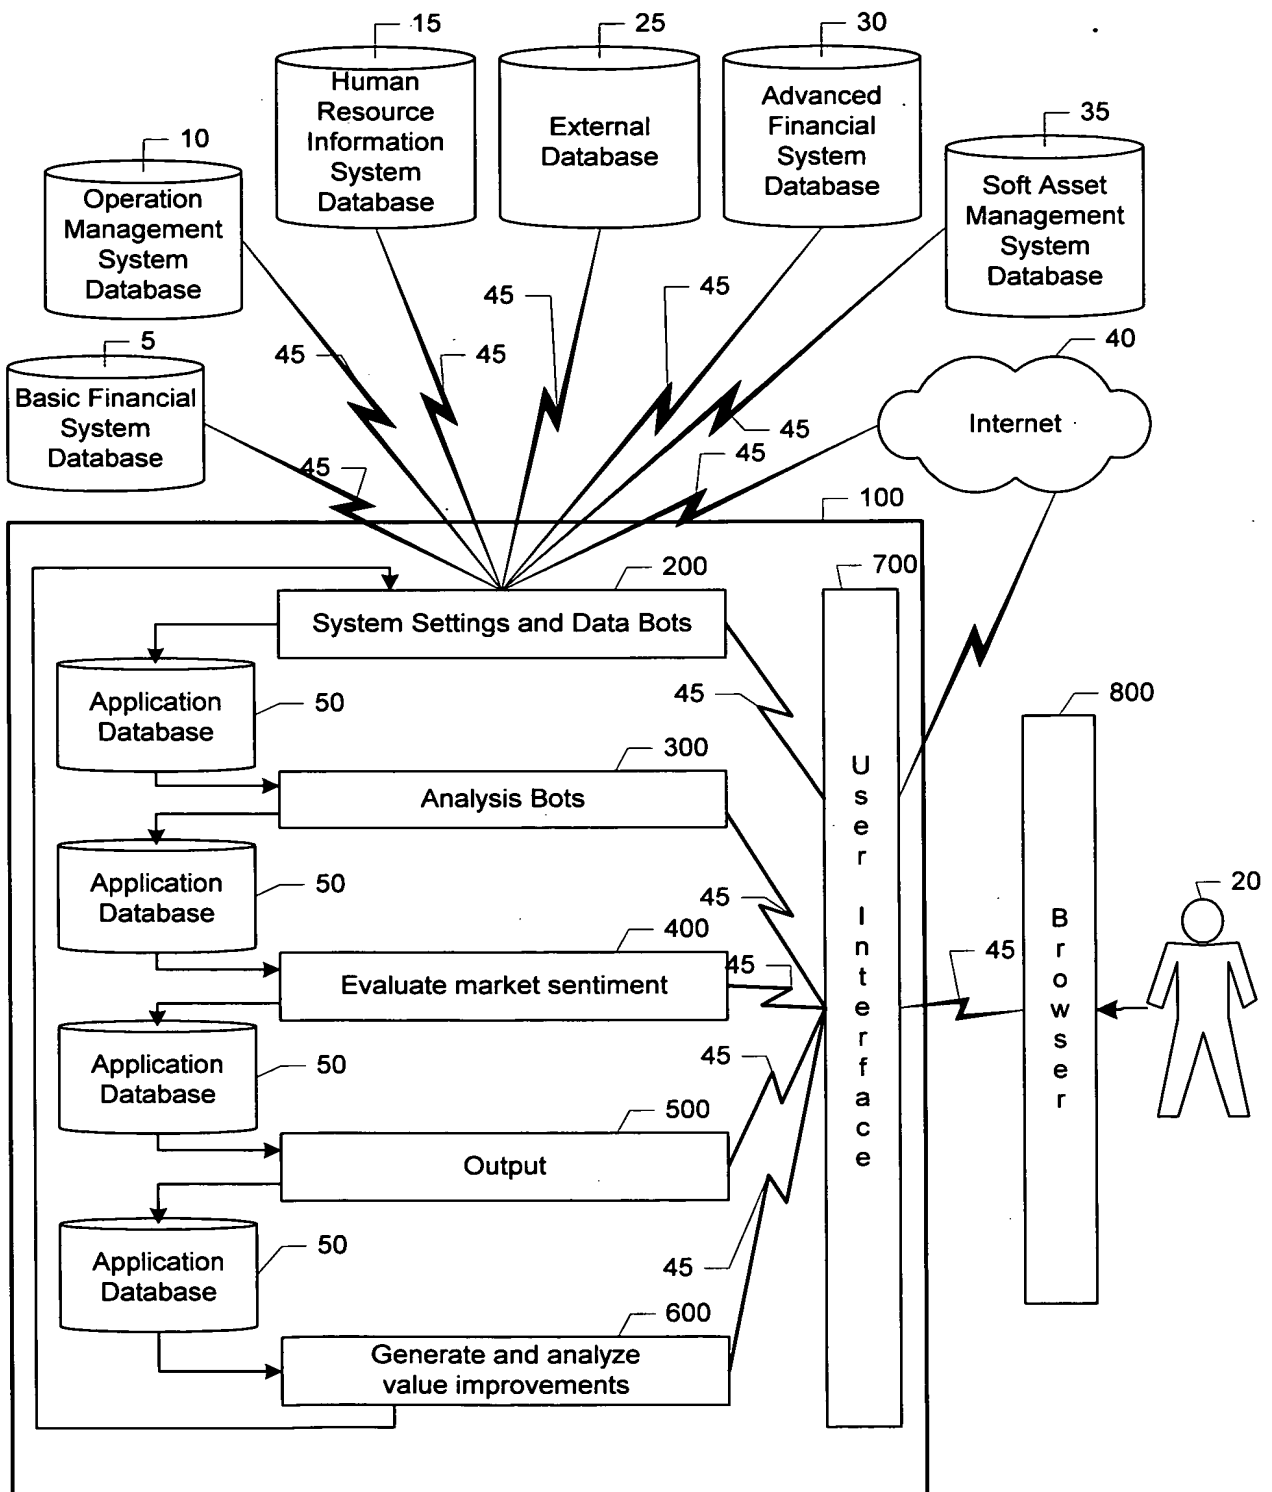 15
25
30
Human
Resource
Information
System
Database
External
Database
Advanced
Financial
System
Database
35
10
Operation
Management
System
Database
Soft Asset
Management
System
Database
45
45
45
45
5
40
Basic Financial
System
Database
Internet
45
45
45
100
200
700
System Settings and Data Bots
Application
Database
50
45
800
300
Analysis Bots
User Interface
Application
Database
50
45
20
400
Evaluate market sentiment
45
45
Browser
Application
Database
50
45
500
Output
Application
Database
50
45
600
Generate and analyze
value improvements